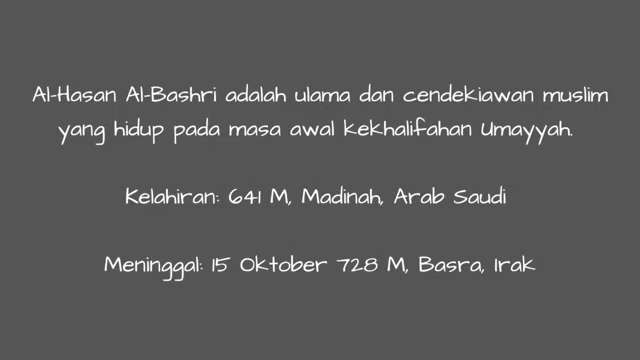 Al-Hasan Al-Bashri adalah ulama dan cendekiawan muslim
yang hidup pada masa awal kekhalifahan Umayyah.
Kelahiran: 641 M, Madinah, Arab Saudi
Meninggal: 15 Oktober 728 M, Basra, Irak